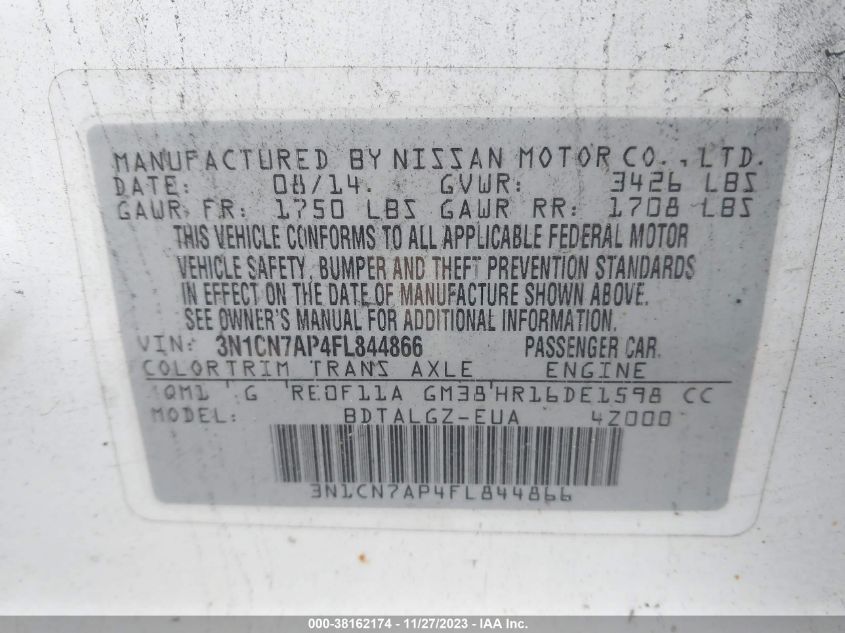 MANUFACTURED BY NISSAN MOTOR CO., LTD.
DATE: 08/14. GVWR: 3426 LBS
GAWR FR: 1750 LBS GAWR RR: 1708 LBS
THIS VEHICLE CONFORMS TO ALL APPLICABLE FEDERAL MOTOR
VEHICLE SAFETY, BUMPER AND THEFT PREVENTION STANDARDS
IN EFFECT ON THE DATE OF MANUFACTURE SHOWN ABOVE.
SEE OWNER'S MANUAL FOR ADDITIONAL INFORMATION.
VIN: 3N1CN7AP4FL844866 PASSENGER CAR.
COLOR TRIM TRANS AXLE ENGINE
QM1 G RE0F11A GM38 HR16DE 1598 CC
MODEL: BDTALGZ-EUA 4Z000
3N1CN7AP4FL844866
000-38162174 - 11/27/2023 - IAA Inc.